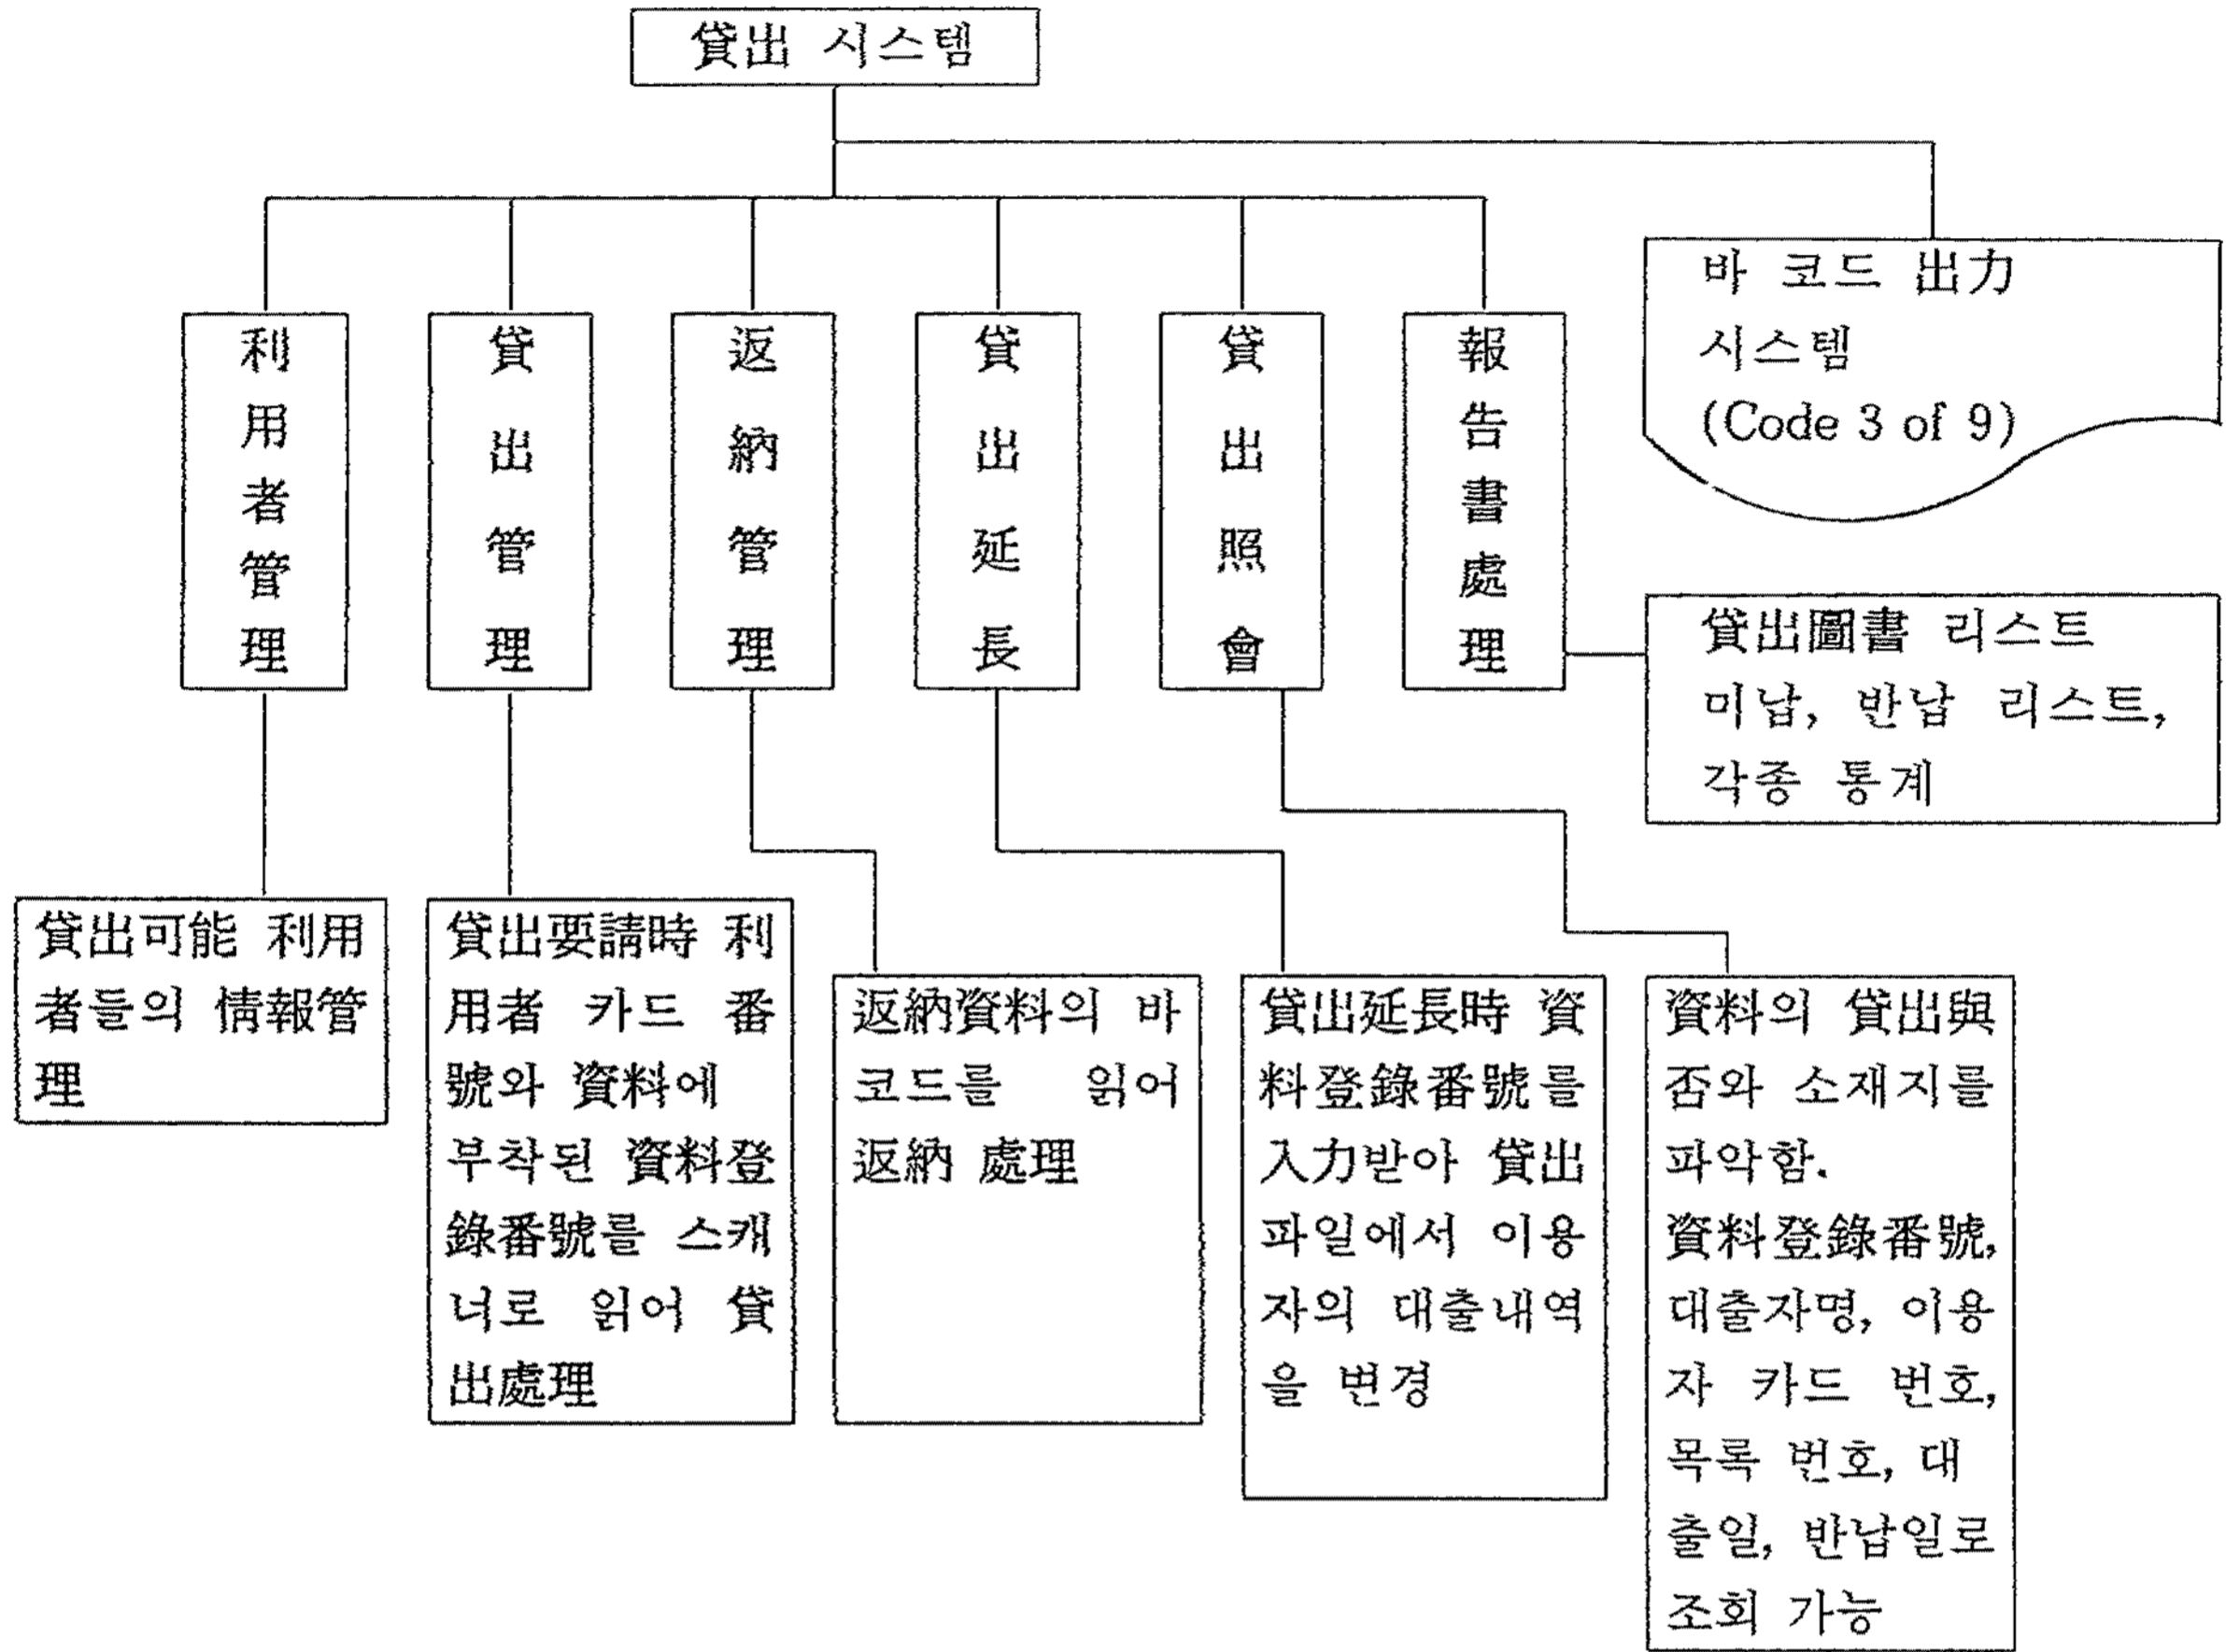 貸出 시스템
바 코드 出力
시스템
(Code 3 of 9)
利用者管理
貸出管理
返納管理
貸出延長
貸出照會
報告書處理
貸出圖書 리스트
미납, 반납 리스트,
각종 통계
貸出可能 利用
者들의 情報管
理
貸出要請時 利
用者 카드 番
號와 資料에
부착된 資料登
錄番號를 스캐
너로 읽어 貸
出處理
返納資料의 바
코드를 읽어
返納 處理
貸出延長時 資
料登錄番號를
入力받아 貸出
파일에서 이용
자의 대출내역
을 변경
資料의 貸出與
否와 소재지를
파악함.
資料登錄番號,
대출자명, 이용
자 카드 번호,
목록 번호, 대
출일, 반납일로
조회 가능